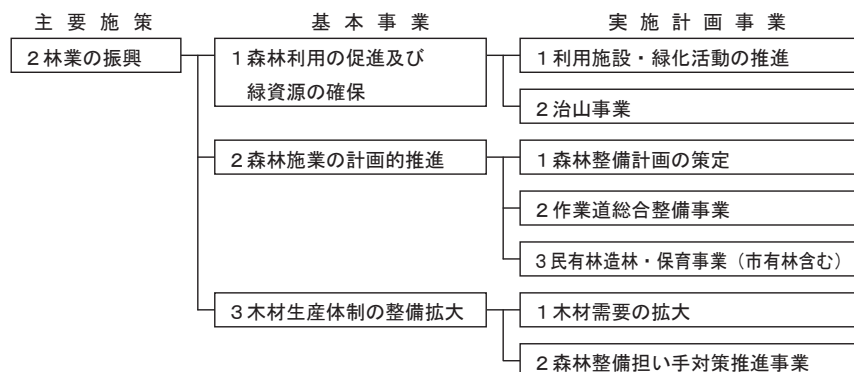 主要施策 基本事業 実施計画事業
2林業の振興
1森林利用の促進及び
緑資源の確保
1利用施設・緑化活動の推進
2治山事業
2森林施業の計画的推進
1森林整備計画の策定
2作業道総合整備事業
3民有林造林・保育事業（市有林含む）
3木材生産体制の整備拡大
1木材需要の拡大
2森林整備担い手対策推進事業